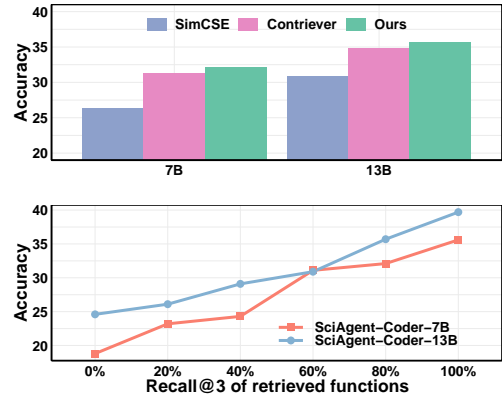 SimCSE Contriever Ours
Accuracy
40
35
30
25
20
7B 13B
Accuracy
40
35
30
25
20
SciAgent−Coder−7B
SciAgent−Coder−13B
0% 20% 40% 60% 80% 100%
Recall@3 of retrieved functions